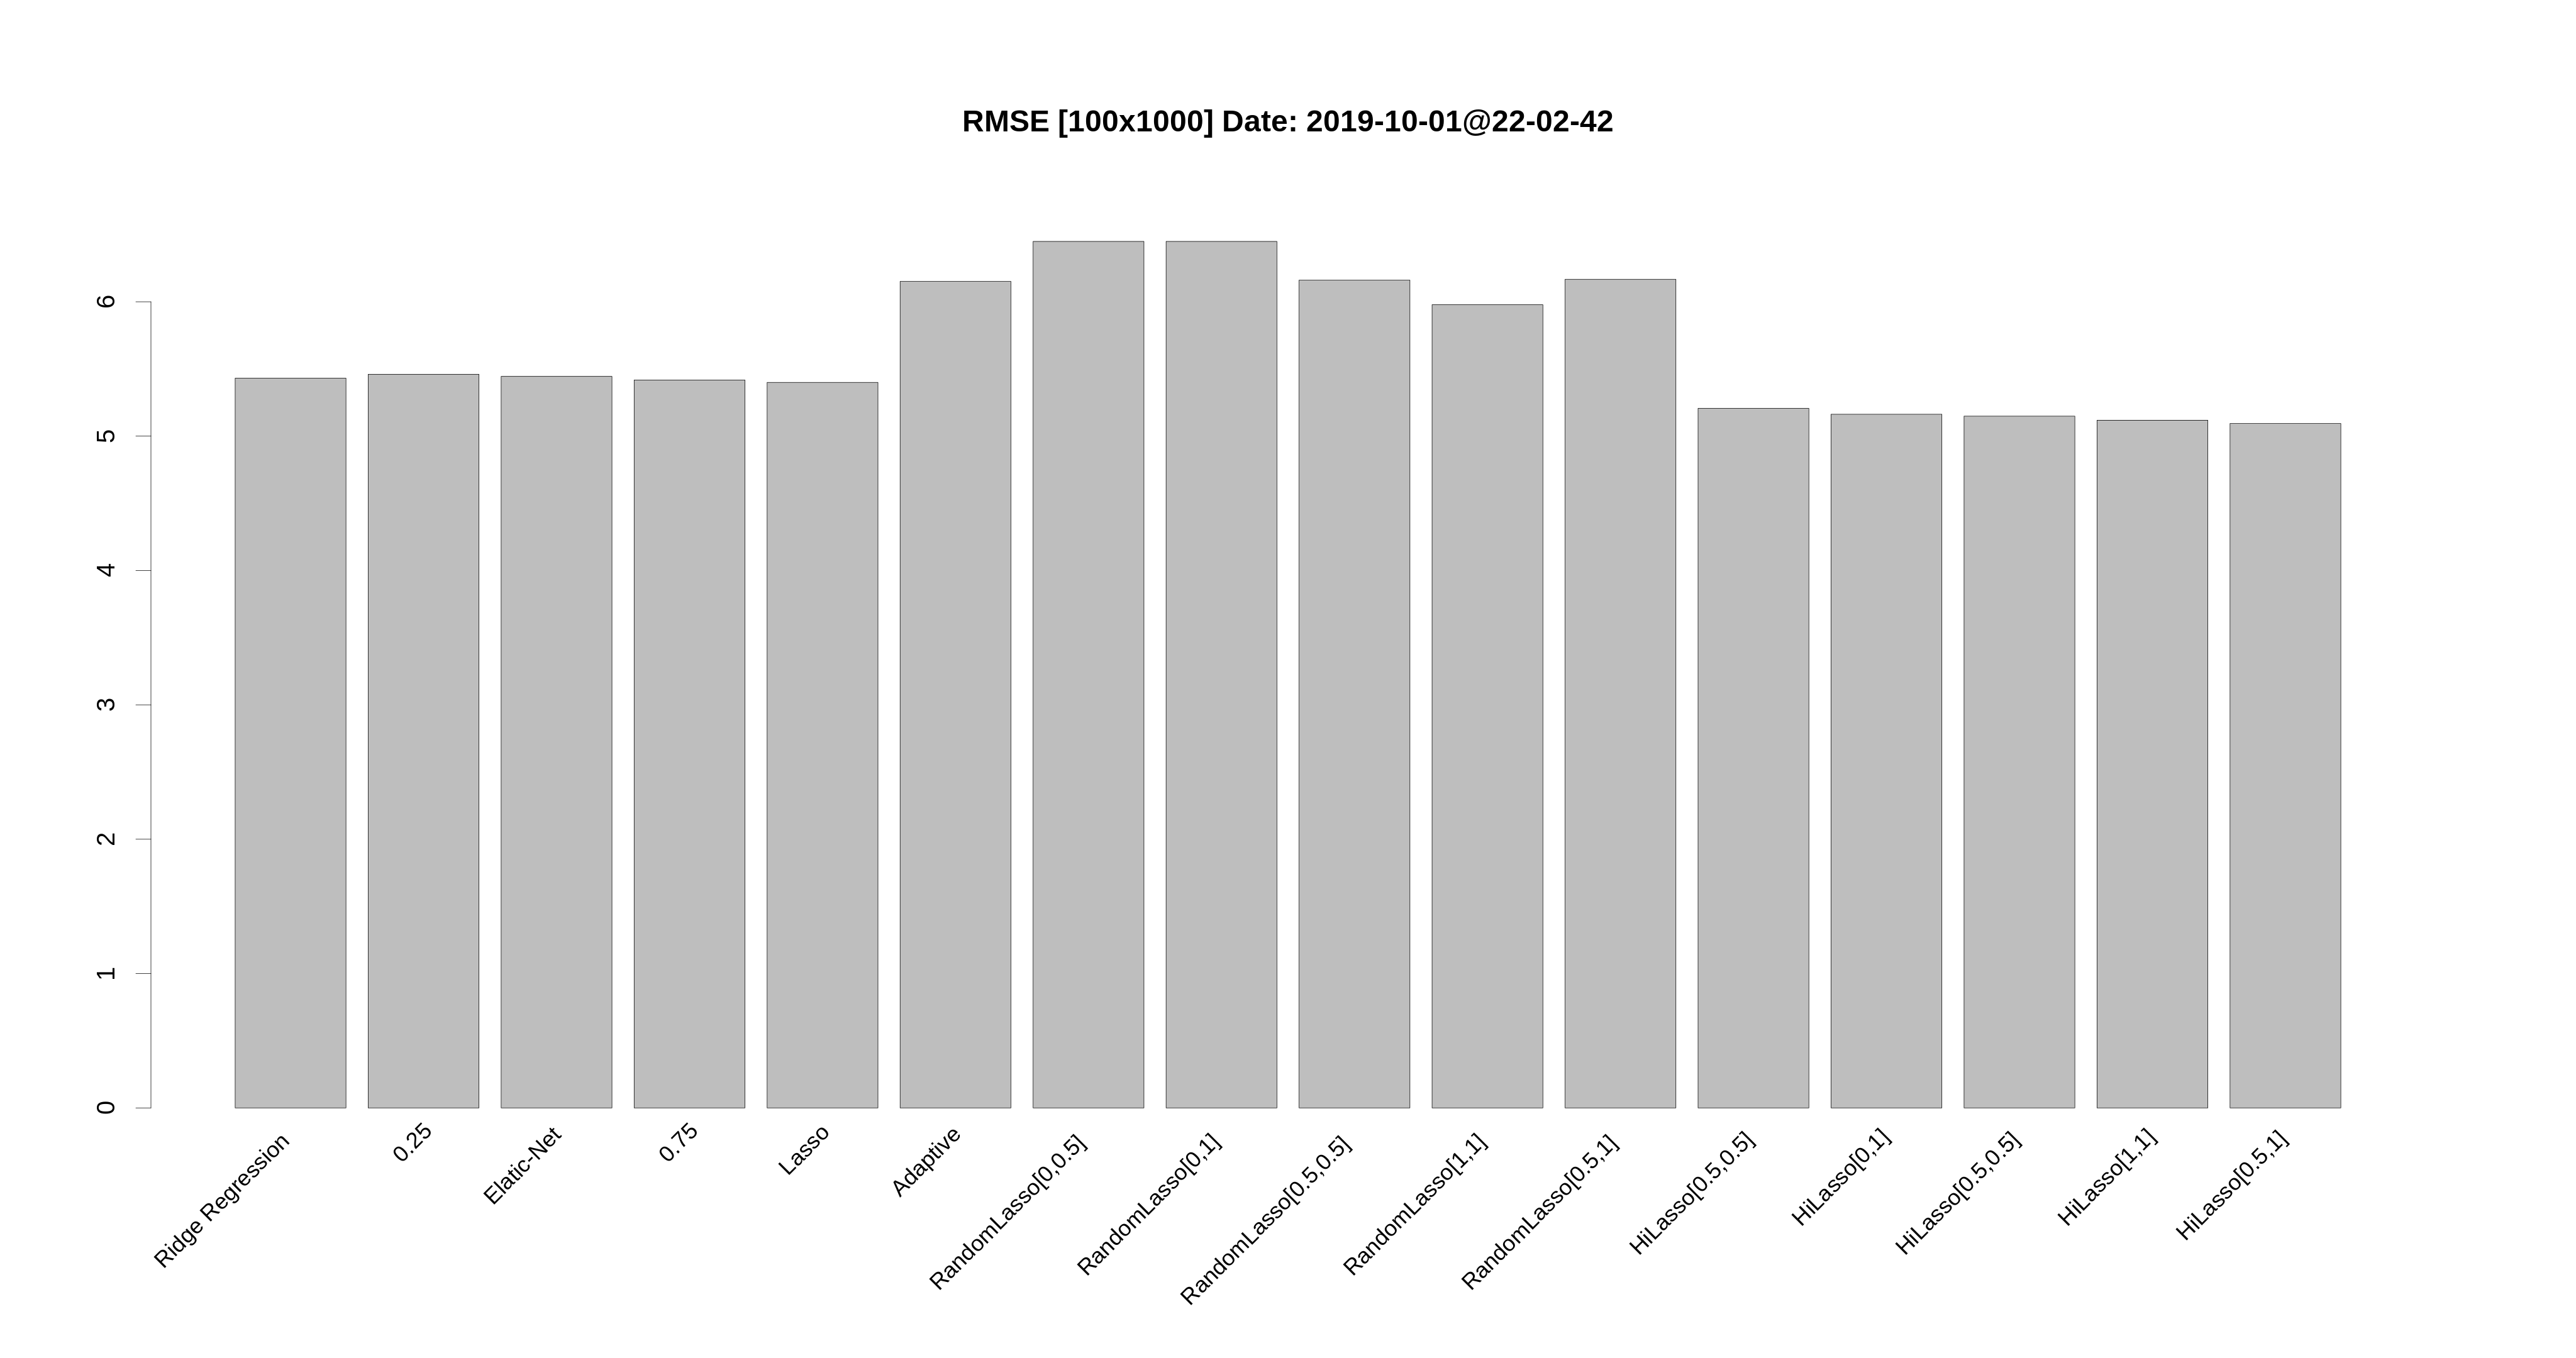 RMSE [100x1000] Date: 2019-10-01@22-02-42
6
5
4
3
2
1
0
Ridge Regression
0.25
Elatic-Net
0.75
Lasso
Adaptive
RandomLasso[0,0.5]
RandomLasso[0,1]
RandomLasso[0.5,0.5]
RandomLasso[1,1]
RandomLasso[0.5,1]
HiLasso[0.5,0.5]
HiLasso[0,1]
HiLasso[0.5,0.5]
HiLasso[1,1]
HiLasso[0.5,1]